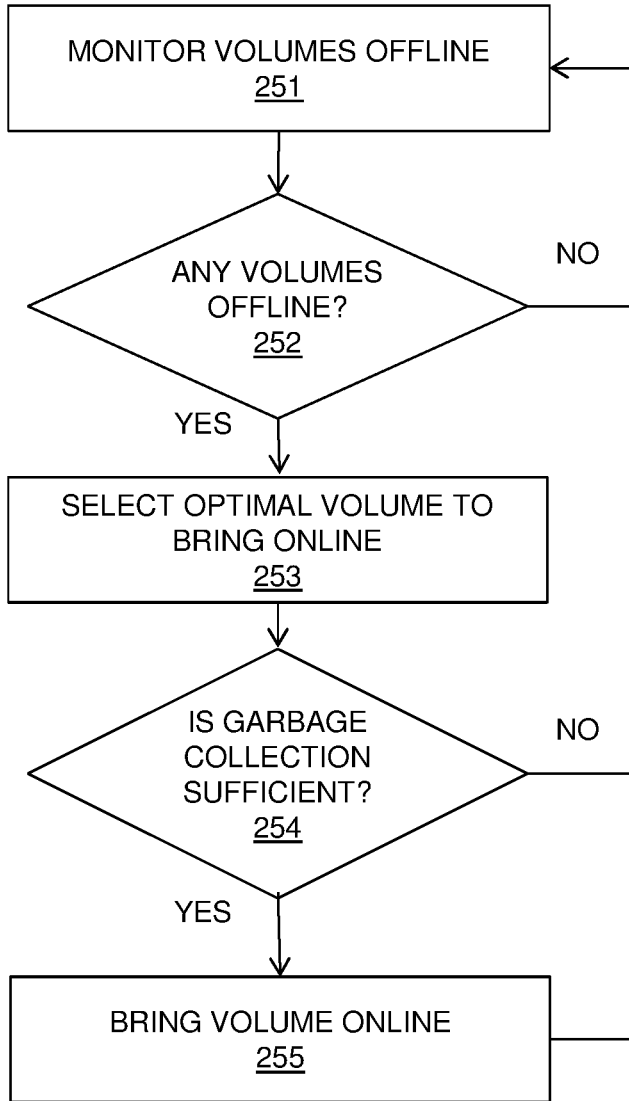 MONITOR VOLUMES OFFLINE
251
ANY VOLUMES
OFFLINE?
252
NO
YES
SELECT OPTIMAL VOLUME TO
BRING ONLINE
253
IS GARBAGE
COLLECTION
SUFFICIENT?
254
NO
YES
BRING VOLUME ONLINE
255